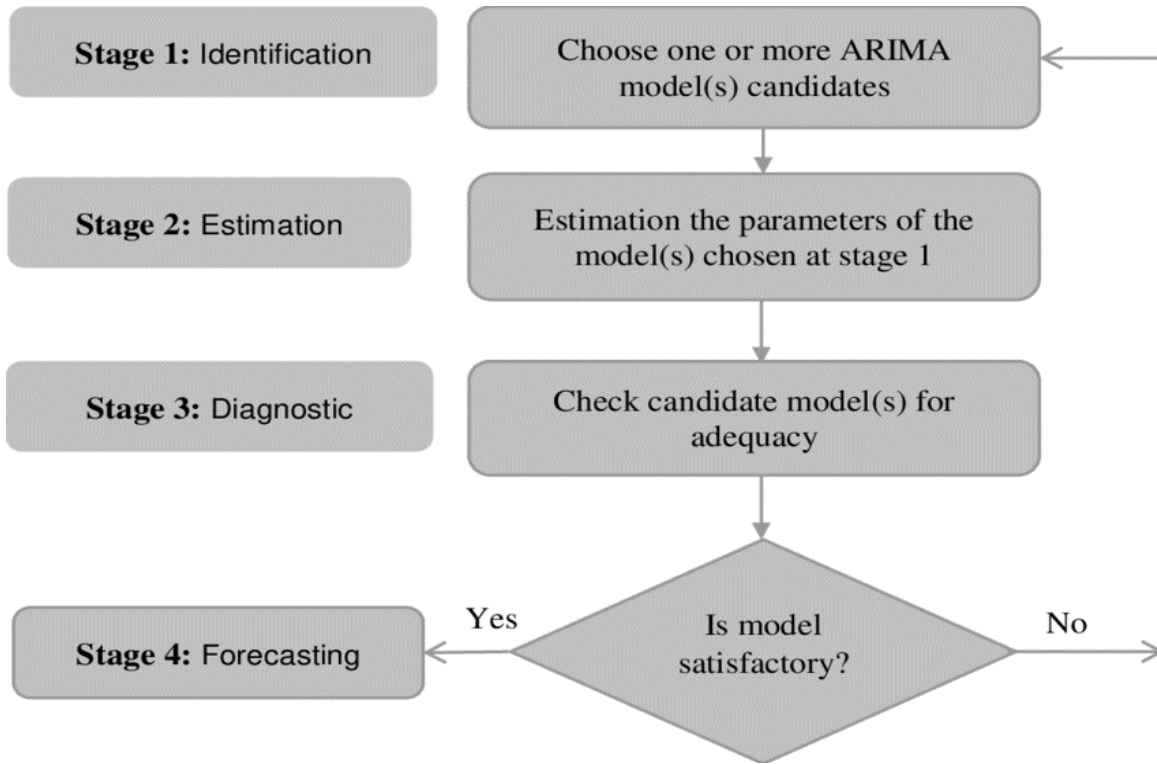 Stage 1: Identification
Choose one or more ARIMA
model(s) candidates
Stage 2: Estimation
Estimation the parameters of the
model(s) chosen at stage 1
Stage 3: Diagnostic
Check candidate model(s) for
adequacy
Stage 4: Forecasting
Yes
Is model
satisfactory?
No